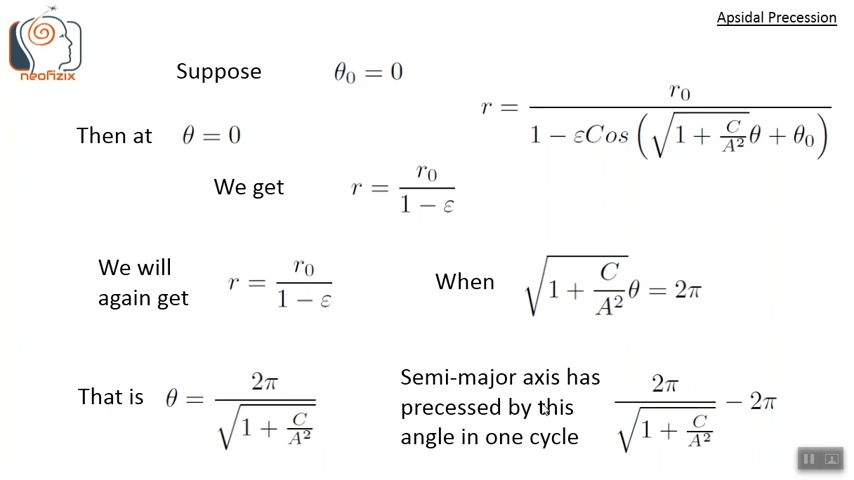 Apsidal Precession
neofizix
Suppose θ₀ = 0
r = r₀ / (1 − εCos(√(1 + C/A²)θ + θ₀))
Then at θ = 0
We get r = r₀ / (1 − ε)
We will
again get r = r₀ / (1 − ε)
When √(1 + C/A²)θ = 2π
That is θ = 2π / √(1 + C/A²)
Semi-major axis has
precessed by this
angle in one cycle
2π / √(1 + C/A²) − 2π